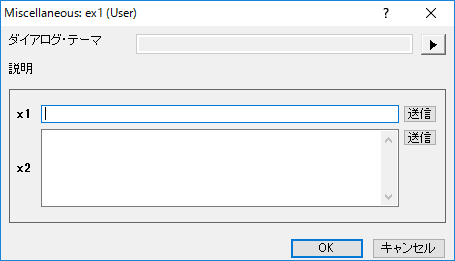 Miscellaneous: ex1 (User)
ダイアログ・テーマ
説明
x1 送信
送信
x2
OK キャンセル